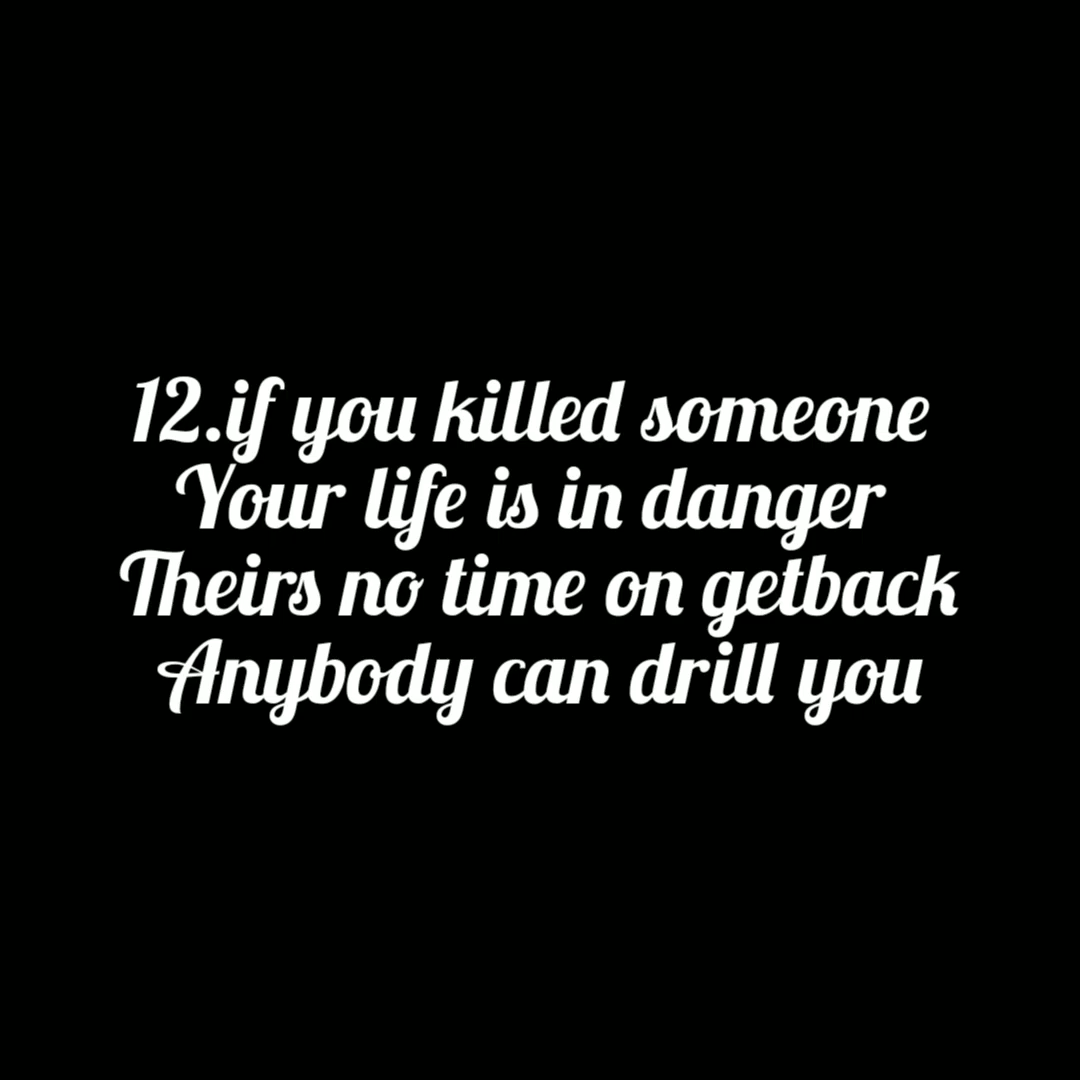 12.if you killed someone
Your life is in danger
Theirs no time on getback
Anybody can drill you